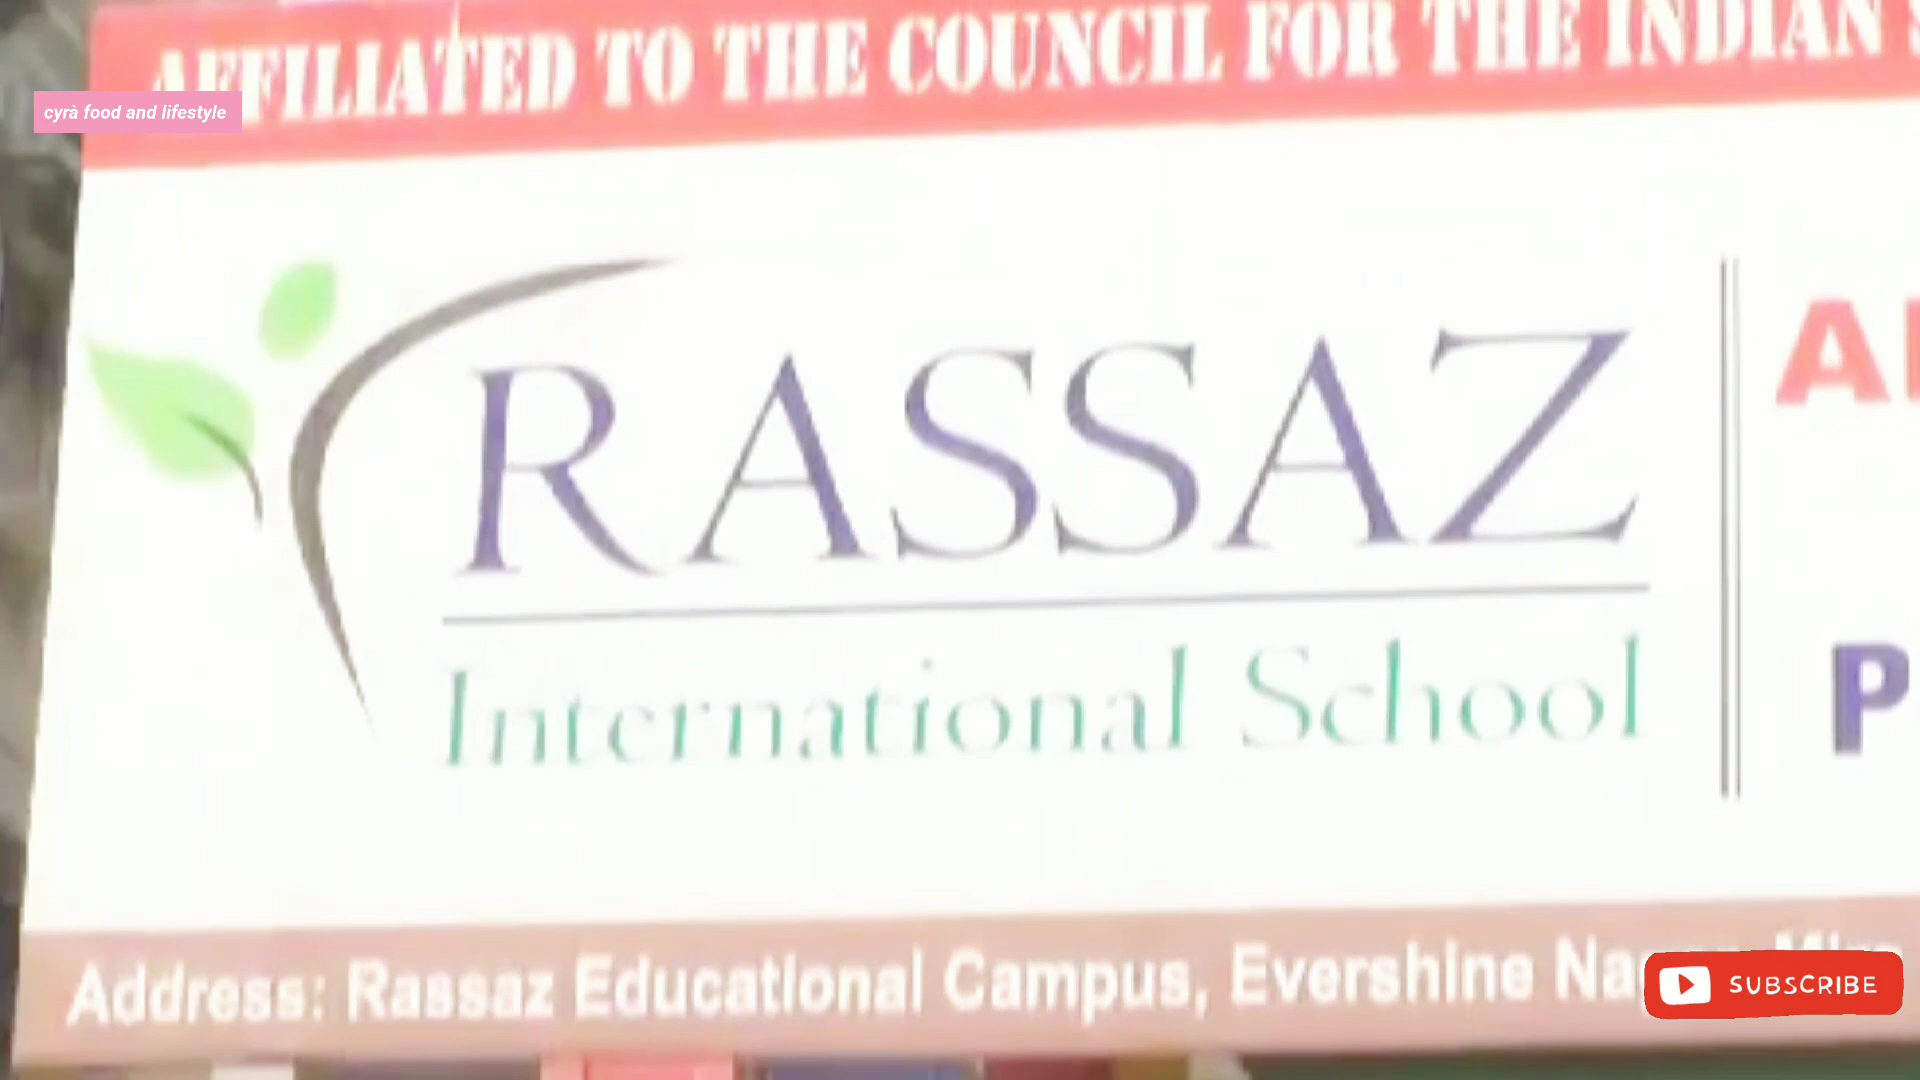 AFFILIATED TO THE COUNCIL FOR THE INDIAN
cyrà food and lifestyle
RASSAZ
International School
Address: Rassaz Educational Campus, Evershine
SUBSCRIBE